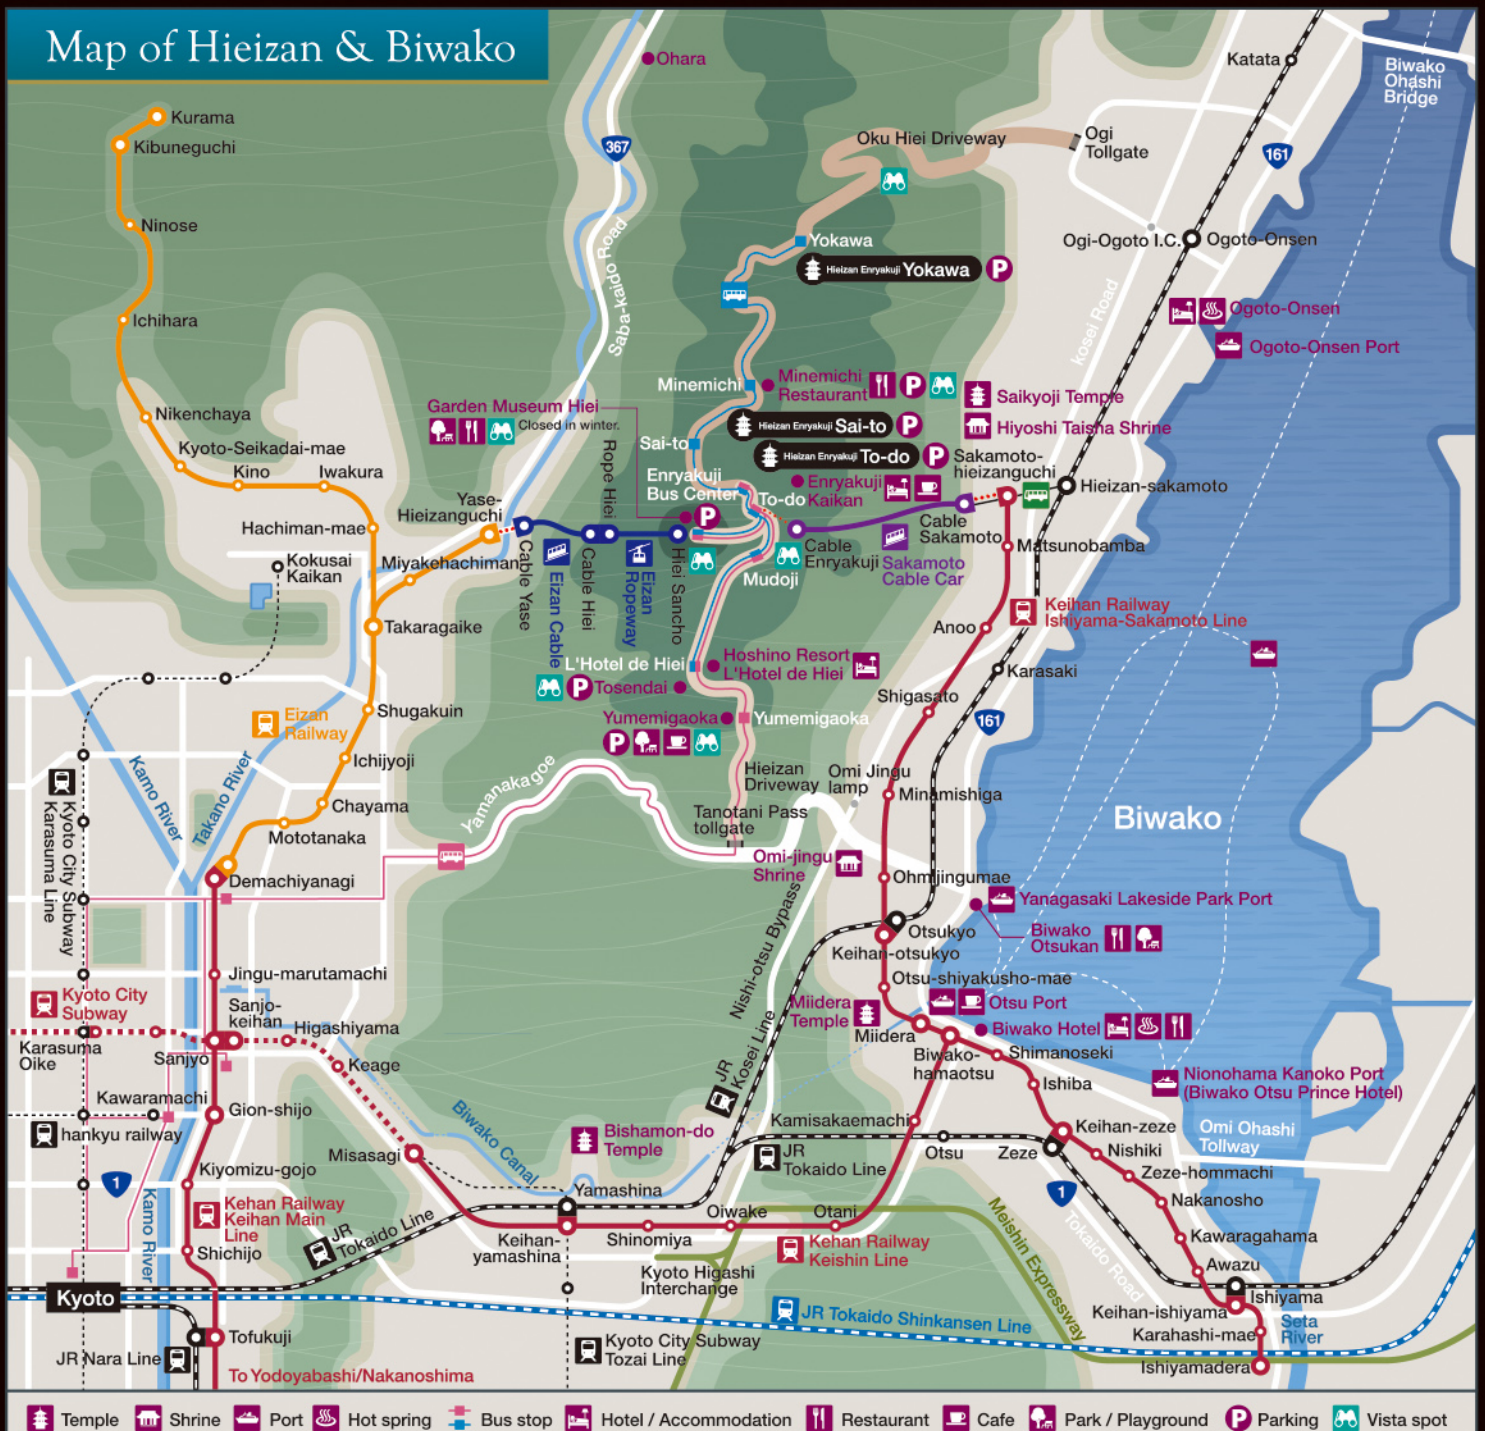 Map of Hieizan & Biwako
Ohara
Katata
Biwako
Ohashi
Bridge
Kurama
Kibuneguchi
367
Oku Hiei Driveway
Ogi
Tollgate
161
Ninose
Saba-kaido Road
Yokawa
Hieizan Enryakuji Yokawa
P
Ogi-Ogoto I.C.
Ogoto-Onsen
kosei Road
Ogoto-Onsen
Ogoto-Onsen Port
Ichihara
Minemichi
Minemichi
Restaurant
P
Saikyoji Temple
Hiyoshi Taisha Shrine
Nikenchaya
Garden Museum Hiei
Closed in winter.
Hieizan Enryakuji Sai-to
P
Sai-to
Hieizan Enryakuji To-do
P
Sakamoto-
hieizanguchi
Hieizan-sakamoto
Kyoto-Seikadai-mae
Kino
Iwakura
Rope Hiei
Enryakuji
Bus Center
To-do
Enryakuji
Kaikan
Yase-
Hieizanguchi
P
Hachiman-mae
Cable
Sakamoto
Matsunobamba
Kokusai
Kaikan
Miyakehachiman
Cable Yase
Eizan Cable
Cable Hiei
Eizan
Ropeway
Hiei Sancho
Cable
Enryakuji
Sakamoto
Cable Car
Mudoji
Keihan Railway
Ishiyama-Sakamoto Line
Takaragaike
Anoo
L'Hotel de Hiei
Hoshino Resort
L'Hotel de Hiei
Karasaki
P
Tosendai
Shigasato
161
Shugakuin
Eizan
Railway
Yumemigaoka
Yumemigaoka
P
Ichijyoji
Kamo River
Takano River
Yamanakagoe
Hieizan
Driveway
Omi Jingu
lamp
Minamishiga
Biwako
Kyoto City Subway
Karasuma Line
Chayama
Mototanaka
Tanotani Pass
tollgate
Omi-jingu
Shrine
Ohmijingumae
Demachiyanagi
Yanagasaki Lakeside Park Port
Nishi-otsu Bypass
Otsukyo
Biwako
Otsukan
Keihan-otsukyo
Jingu-marutamachi
Otsu-shiyakusho-mae
Kyoto City
Subway
Sanjo-
keihan
Miidera
Temple
Otsu Port
Higashiyama
Miidera
Biwako Hotel
Karasuma
Oike
Sanjyo
Keage
JR
Kosei Line
Biwako-
hamaotsu
Shimanoseki
Ishiba
Nionohama Kanoko Port
(Biwako Otsu Prince Hotel)
Kawaramachi
Gion-shijo
Biwako Canal
Kamisakaemachi
Keihan-zeze
Omi Ohashi
Tollway
hankyu railway
Bishamon-do
Temple
JR
Tokaido Line
Otsu
Zeze
Nishiki
Misasagi
Kiyomizu-gojo
Zeze-hommachi
1
Yamashina
1
Nakanosho
Kamo River
Kehan Railway
Keihan Main
Line
JR
Tokaido Line
Oiwake
Otani
Meishin Expressway
Tokaido Road
Kawaragahama
Shichijo
Keihan-
yamashina
Shinomiya
Kehan Railway
Keishin Line
Awazu
Kyoto Higashi
Interchange
Kyoto
Ishiyama
Keihan-ishiyama
JR Tokaido Shinkansen Line
Seta
River
Tofukuji
Karahashi-mae
Kyoto City Subway
Tozai Line
JR Nara Line
Ishiyamadera
To Yodoyabashi/Nakanoshima
Temple
Shrine
Port
Hot spring
Bus stop
Hotel / Accommodation
Restaurant
Cafe
Park / Playground
P
Parking
Vista spot